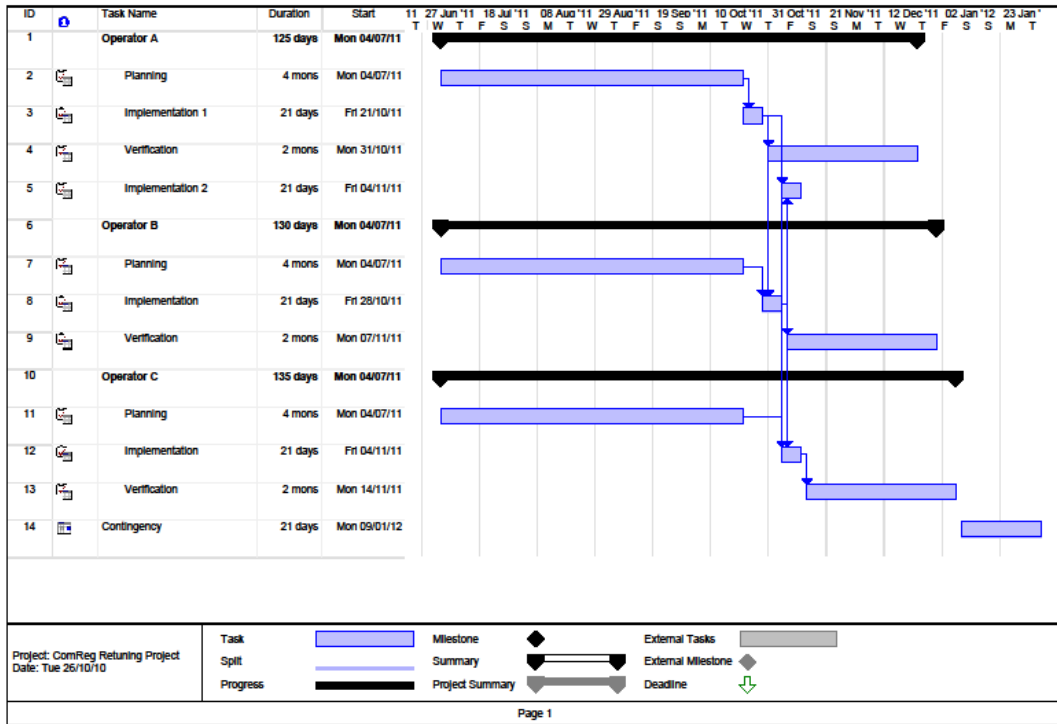 ID Task Name Duration Start 11 27 Jun '11 18 Jul '11 08 Aug '11 29 Aug '11 19 Sep '11 10 Oct '11 31 Oct '11 21 Nov '11 12 Dec '11 02 Jan '12 23 Jan '
T W T F S S M T W T F S S M T W T F S S M T W T F S S M T
1 Operator A 125 days Mon 04/07/11
2 Planning 4 mons Mon 04/07/11
3 Implementation 1 21 days Fri 21/10/11
4 Verification 2 mons Mon 31/10/11
5 Implementation 2 21 days Fri 04/11/11
6 Operator B 130 days Mon 04/07/11
7 Planning 4 mons Mon 04/07/11
8 Implementation 21 days Fri 28/10/11
9 Verification 2 mons Mon 07/11/11
10 Operator C 135 days Mon 04/07/11
11 Planning 4 mons Mon 04/07/11
12 Implementation 21 days Fri 04/11/11
13 Verification 2 mons Mon 14/11/11
14 Contingency 21 days Mon 09/01/12
Project: ComReg Retuning Project
Date: Tue 26/10/10
Task Milestone External Tasks
Split Summary External Milestone
Progress Project Summary Deadline
Page 1